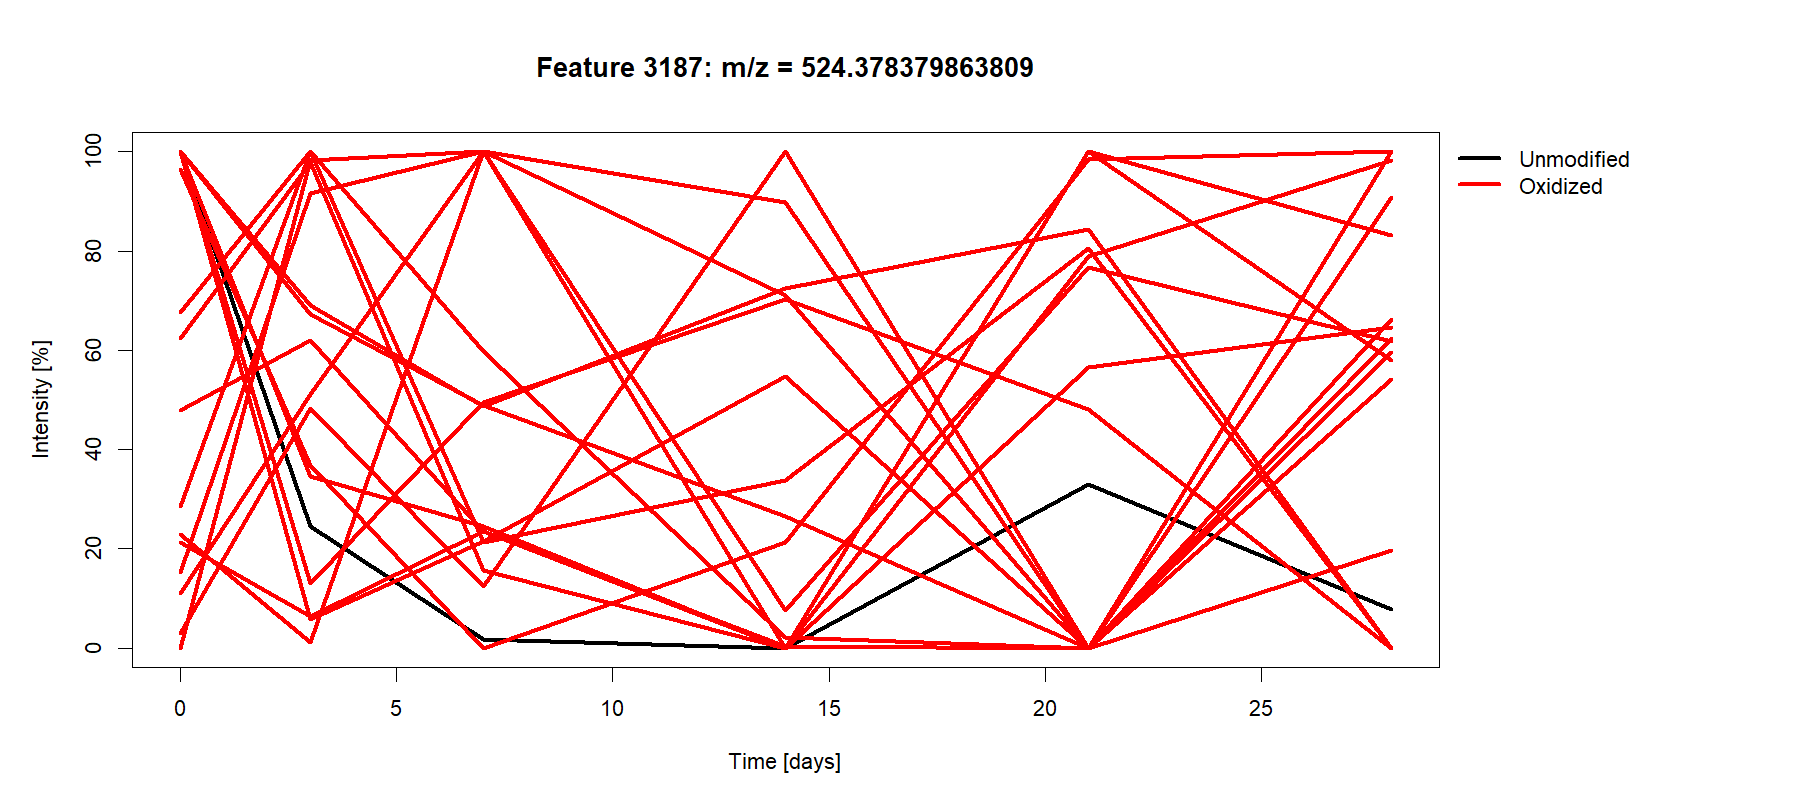 Feature 3187: m/z = 524.378379863809
Unmodified
Oxidized
Intensity [%]
100
80
60
40
20
0
0 5 10 15 20 25
Time [days]